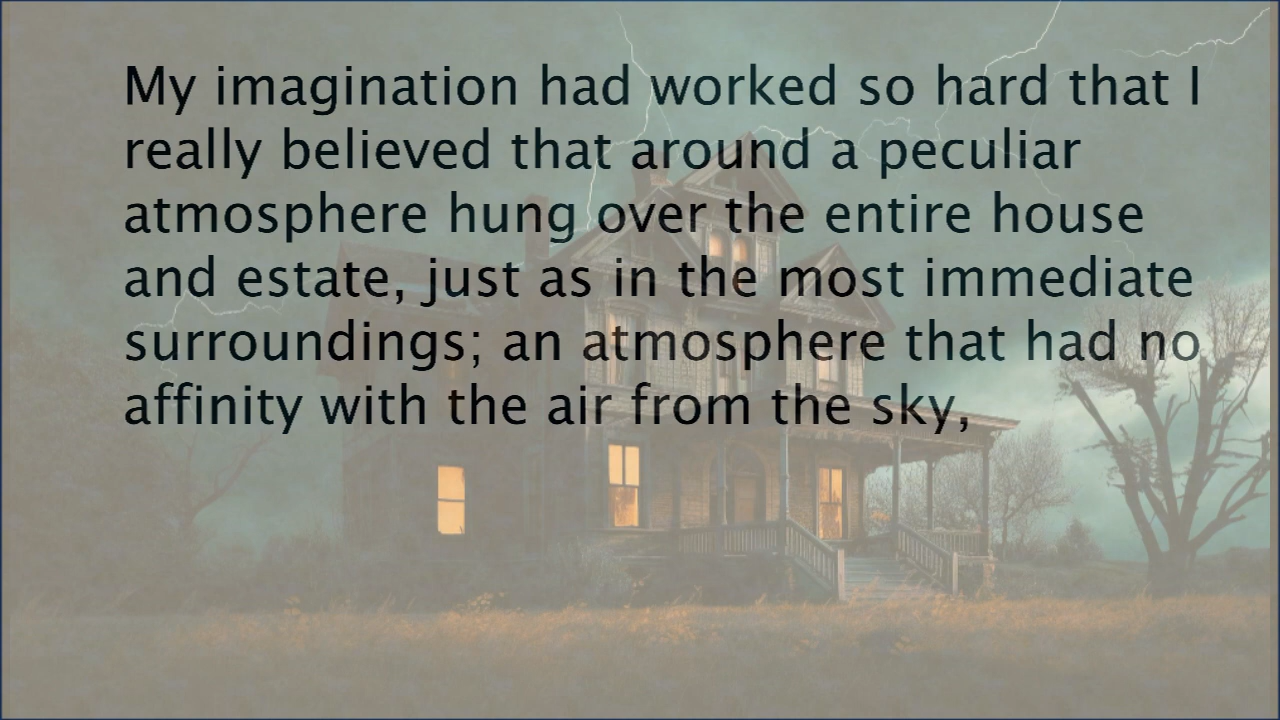 My imagination had worked so hard that I
really believed that around a peculiar
atmosphere hung over the entire house
and estate, just as in the most immediate
surroundings; an atmosphere that had no
affinity with the air from the sky,